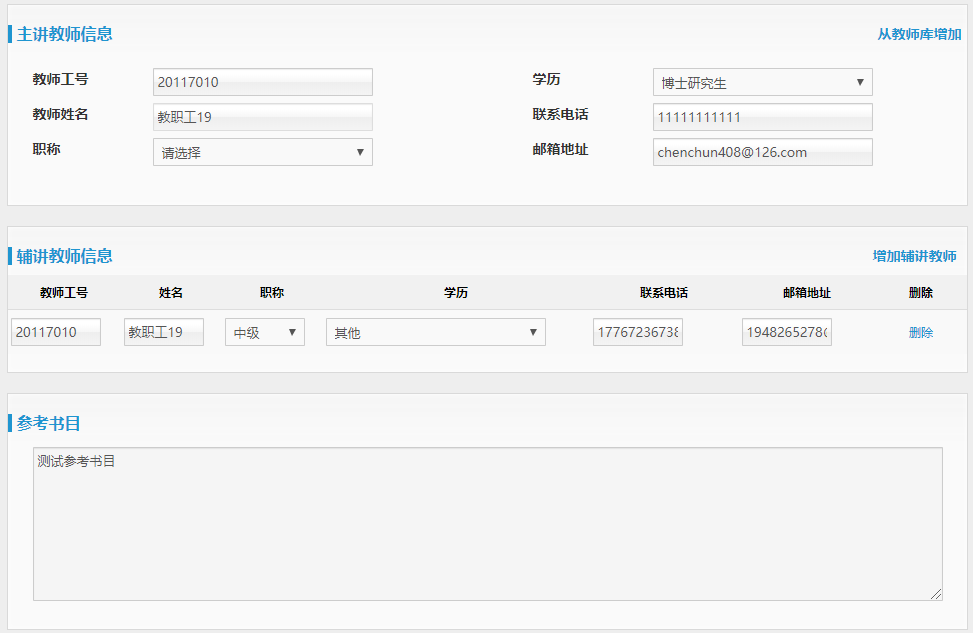 主讲教师信息 从教师库增加
教师工号 20117010 学历 博士研究生
教师姓名 教职工19 联系电话 11111111111
职称 请选择 邮箱地址 chenchun408@126.com
辅讲教师信息 增加辅讲教师
教师工号 姓名 职称 学历 联系电话 邮箱地址 删除
20117010 教职工19 中级 其他 17767236738 1948265278 删除
参考书目
测试参考书目